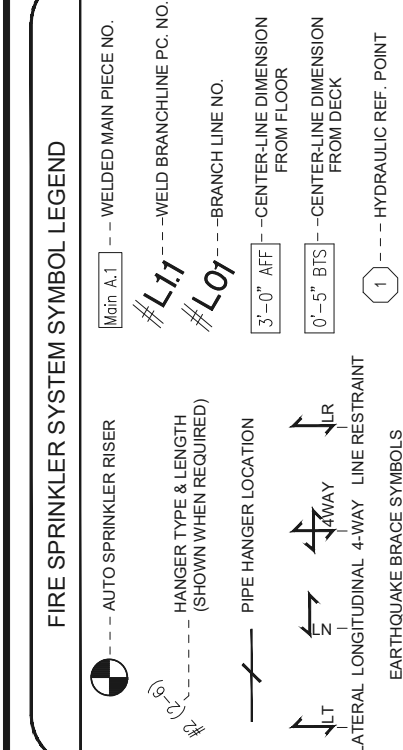 FIRE SPRINKLER SYSTEM SYMBOL LEGEND
AUTO SPRINKLER RISER
#2 (2-6)
HANGER TYPE & LENGTH
(SHOWN WHEN REQUIRED)
PIPE HANGER LOCATION
LT LN 4WAY LR
LATERAL LONGITUDINAL 4-WAY LINE RESTRAINT
EARTHQUAKE BRACE SYMBOLS
Main A.1 WELDED MAIN PIECE NO.
#L1.1 WELD BRANCHLINE PC. NO.
#L01 BRANCH LINE NO.
3'-0" AFF CENTER-LINE DIMENSION
FROM FLOOR
0'-5" BTS CENTER-LINE DIMENSION
FROM DECK
1 HYDRAULIC REF. POINT